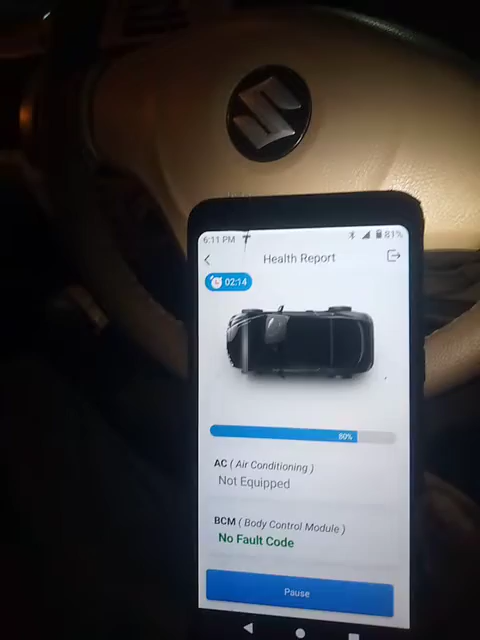 6:11 PM
81%
Health Report
02:14
80%
AC ( Air Conditioning )
Not Equipped
BCM ( Body Control Module )
No Fault Code
Pause